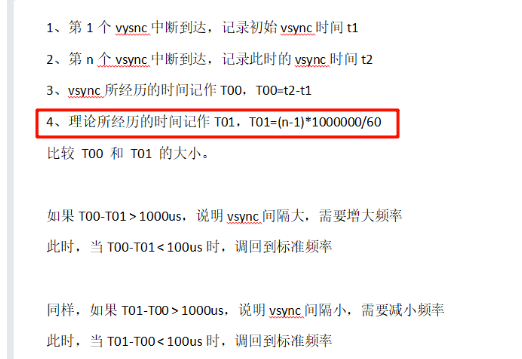 1、第 1 个 vysnc 中断到达，记录初始 vsync 时间 t1
2、第 n 个 vsync 中断到达，记录此时的 vsync 时间 t2
3、vsync 所经历的时间记作 T00，T00=t2-t1
4、理论所经历的时间记作 T01，T01=(n-1)*1000000/60
比较 T00 和 T01 的大小。
如果 T00-T01 > 1000us，说明 vsync 间隔大，需要增大频率
此时，当 T00-T01 < 100us 时，调回到标准频率
同样，如果 T01-T00 > 1000us，说明 vsync 间隔小，需要减小频率
此时，当 T01-T00 < 100us 时，调回到标准频率